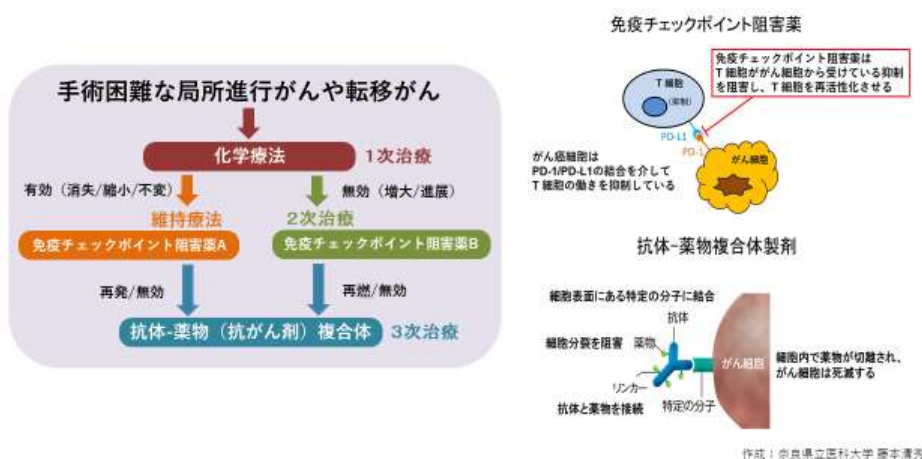 手術困難な局所進行がんや転移がん
化学療法
1次治療
有効（消失/縮小/不変）
無効（増大/進展）
維持療法
2次治療
免疫チェックポイント阻害薬A
免疫チェックポイント阻害薬B
再発/無効
再燃/無効
抗体-薬物（抗がん剤）複合体
3次治療
免疫チェックポイント阻害薬
免疫チェックポイント阻害薬は
T細胞ががん細胞から受けている抑制
を阻害し、T細胞を再活性化させる
T細胞
（抑制）
PD-L1
PD-1
がん細胞
がん癌細胞は
PD-1/PD-L1の結合を介して
T細胞の働きを抑制している
抗体-薬物複合体製剤
細胞表面にある特定の分子に結合
抗体
細胞分裂を阻害
薬物
がん細胞
細胞内で薬物が切離され、
がん細胞は死滅する
リンカー
特定の分子
抗体と薬物を接続
作成：奈良県立医科大学 藤本清秀